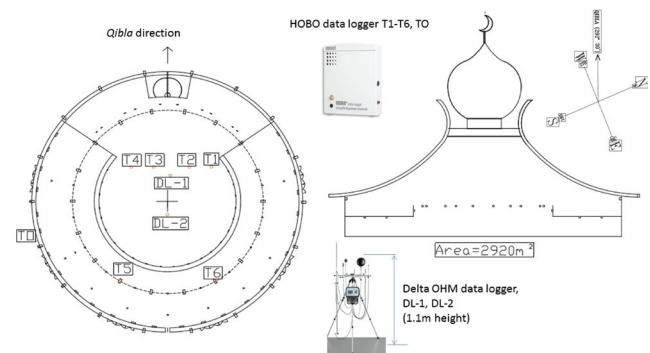 Qibla direction
HOBO data logger T1-T6, TO
T4
T3
T2
T1
DL-1
DL-2
TO
T5
T6
Area=2920m²
Delta OHM data logger,
DL-1, DL-2
(1.1m height)